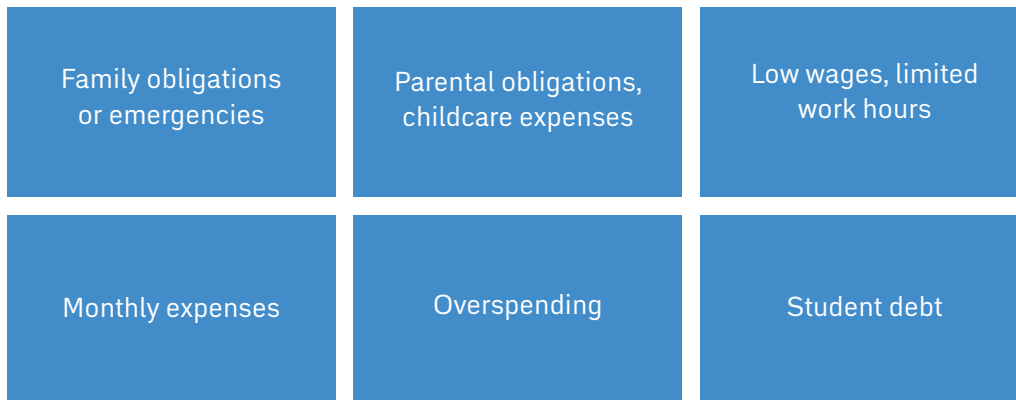 Family obligations
or emergencies
Parental obligations,
childcare expenses
Low wages, limited
work hours
Monthly expenses
Overspending
Student debt